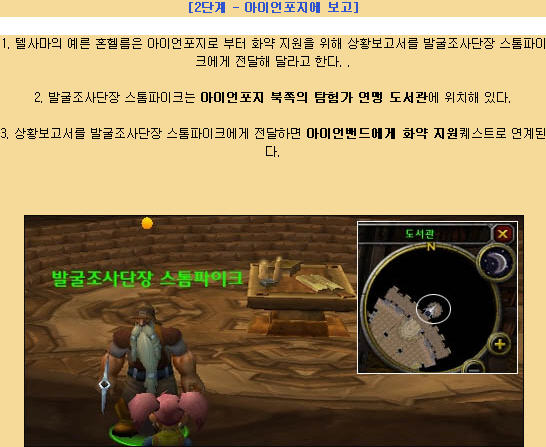 [2단계 - 아이언포지에 보고]
1. 텔사마의 예른 혼헬름은 아이언포지로 부터 화약 지원을 위해 상황보고서를 발굴조사단장 스톰파이
크에게 전달해 달라고 한다. .
2. 발굴조사단장 스톰파이크는 아이언포지 북쪽의 탐험가 연맹 도서관에 위치해 있다.
3. 상황보고서를 발굴조사단장 스톰파이크에게 전달하면 아이언밴드에게 화약 지원퀘스트로 연계된
다.
도서관
N
발굴조사단장 스톰파이크